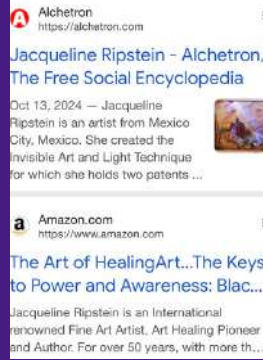 Alchetron
https://alchetron.com
Jacqueline Ripstein - Alchetron,
The Free Social Encyclopedia
Oct 13, 2024 — Jacqueline
Ripstein is an artist from Mexico
City, Mexico. She created the
Invisible Art and Light Technique
for which she holds two patents ...
Amazon.com
https://www.amazon.com
The Art of HealingArt...The Keys
to Power and Awareness: Blac...
Jacqueline Ripstein is an International
renowned Fine Art Artist, Art Healing Pioneer
and Author. For over 50 years, with more th...